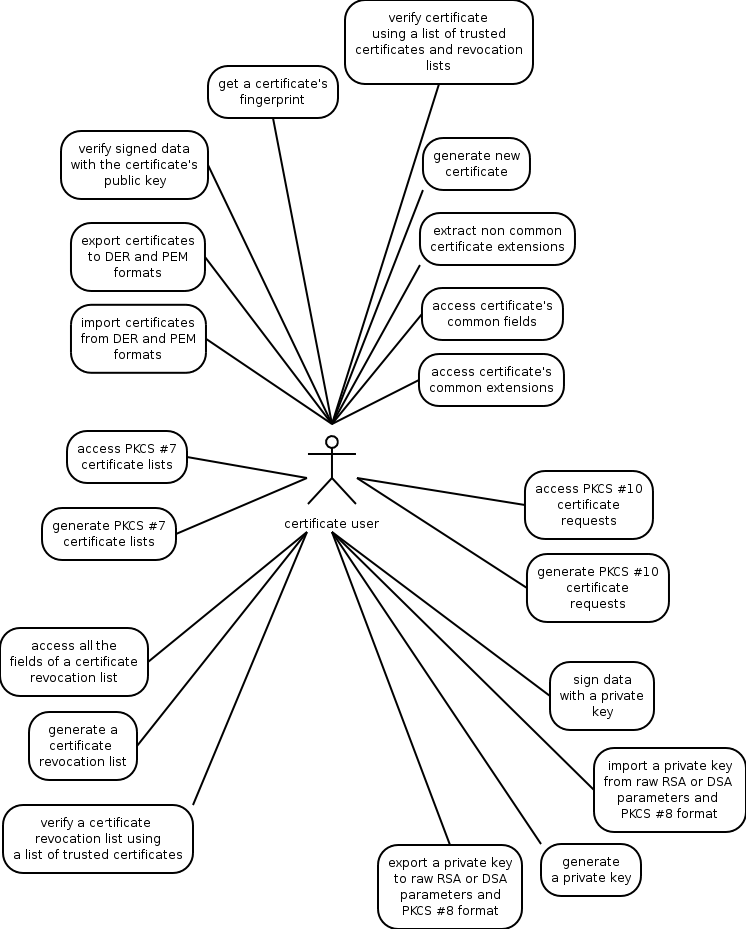 verify certificate
using a list of trusted
certificates and revocation
lists
get a certificate's
fingerprint
verify signed data
with the certificate's
public key
generate new
certificate
export certificates
to DER and PEM
formats
extract non common
certificate extensions
import certificates
from DER and PEM
formats
access certificate's
common fields
access certificate's
common extensions
access PKCS #7
certificate lists
generate PKCS #7
certificate lists
certificate user
access PKCS #10
certificate
requests
generate PKCS #10
certificate
requests
access all the
fields of a certificate
revocation list
generate a
certificate
revocation list
verify a certificate
revocation list using
a list of trusted certificates
sign data
with a private
key
import a private key
from raw RSA or DSA
parameters and
PKCS #8 format
export a private key
to raw RSA or DSA
parameters and
PKCS #8 format
generate
a private key